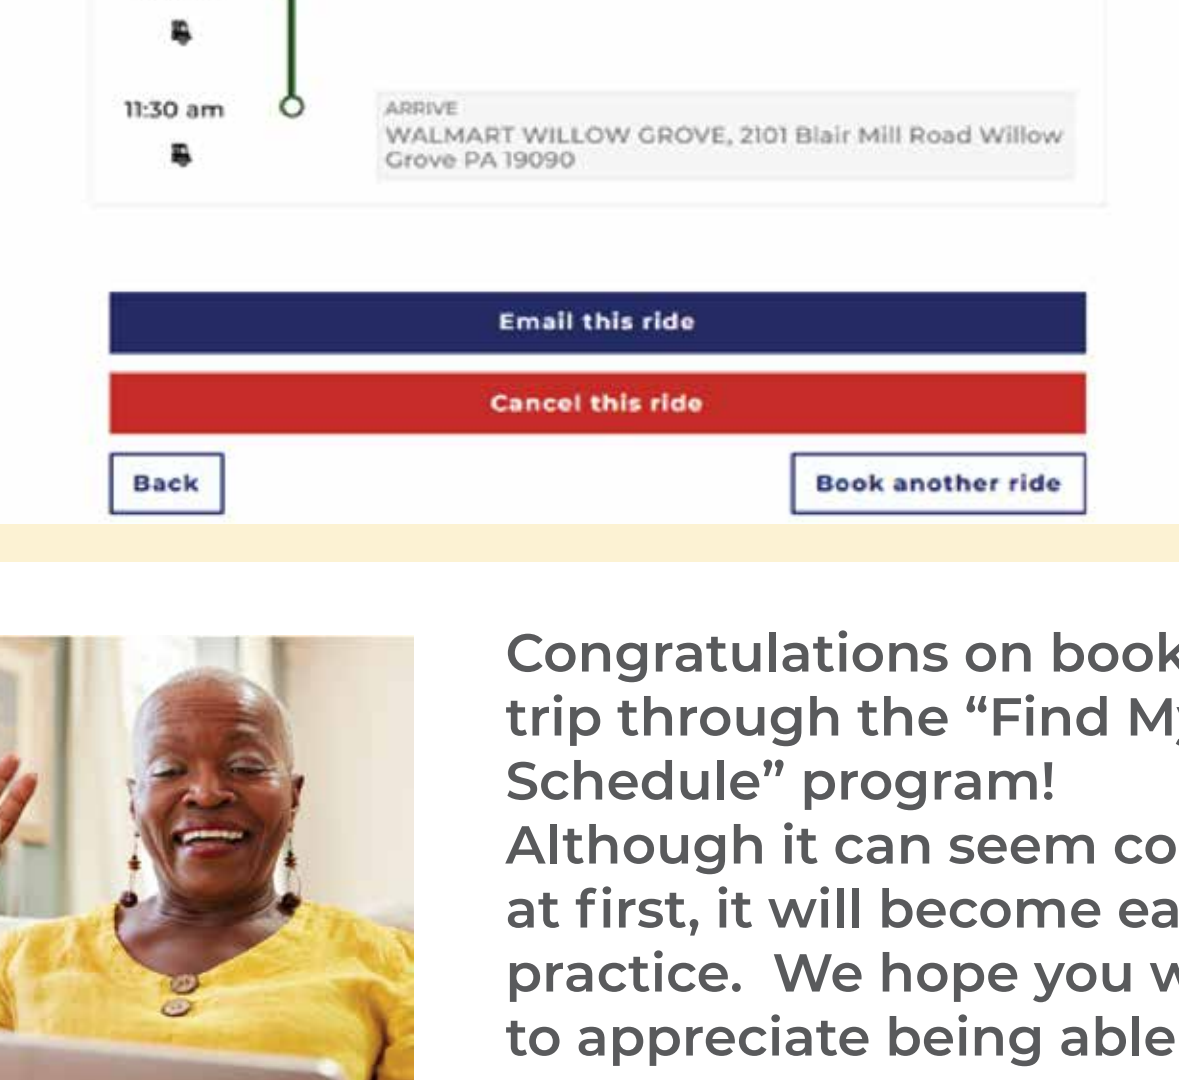 11:30 am
ARRIVE
WALMART WILLOW GROVE, 2101 Blair Mill Road Willow
Grove PA 19090
Email this ride
Cancel this ride
Back
Book another ride
Congratulations on book
trip through the “Find My
Schedule” program!
Although it can seem co
at first, it will become ea
practice.  We hope you w
to appreciate being able